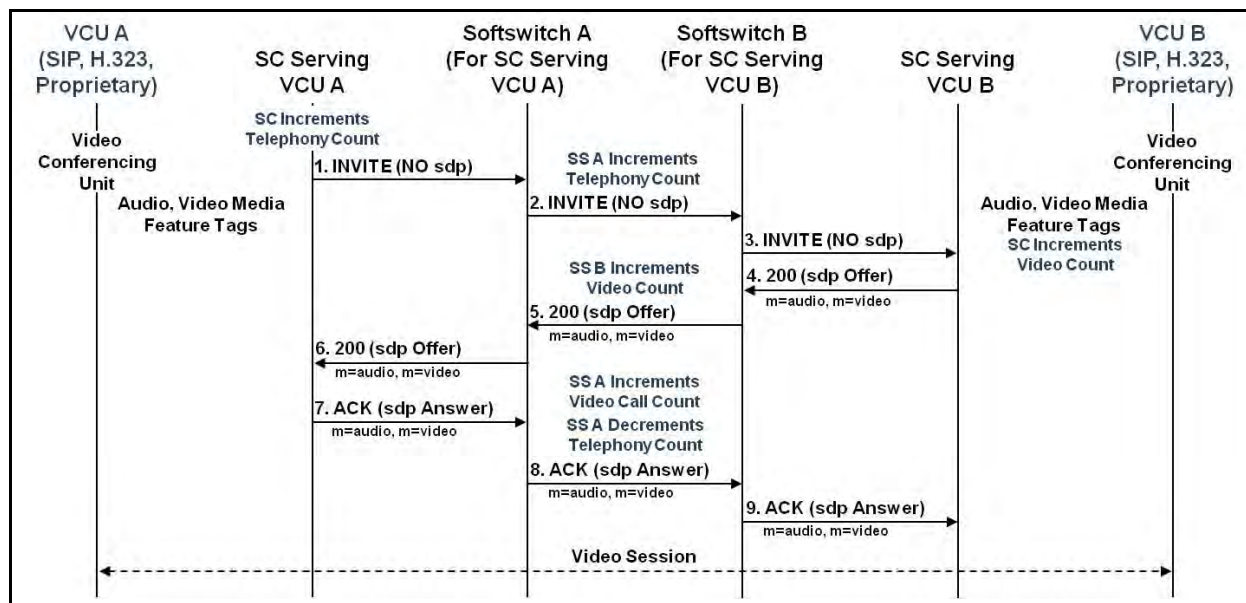 VCU A
(SIP, H.323,
Proprietary)
SC Serving
VCU A
Softswitch A
(For SC Serving
VCU A)
Softswitch B
(For SC Serving
VCU B)
SC Serving
VCU B
VCU B
(SIP, H.323,
Proprietary)
Video
Conferencing
Unit
SC Increments
Telephony Count
Video
Conferencing
Unit
1. INVITE (NO sdp)
SS A Increments
Telephony Count
Audio, Video Media
Feature Tags
2. INVITE (NO sdp)
Audio, Video Media
Feature Tags
SC Increments
Video Count
3. INVITE (NO sdp)
SS B Increments
Video Count
4. 200 (sdp Offer)
m=audio, m=video
5. 200 (sdp Offer)
m=audio, m=video
6. 200 (sdp Offer)
m=audio, m=video
SS A Increments
Video Call Count
SS A Decrements
Telephony Count
7. ACK (sdp Answer)
m=audio, m=video
8. ACK (sdp Answer)
m=audio, m=video
9. ACK (sdp Answer)
m=audio, m=video
Video Session